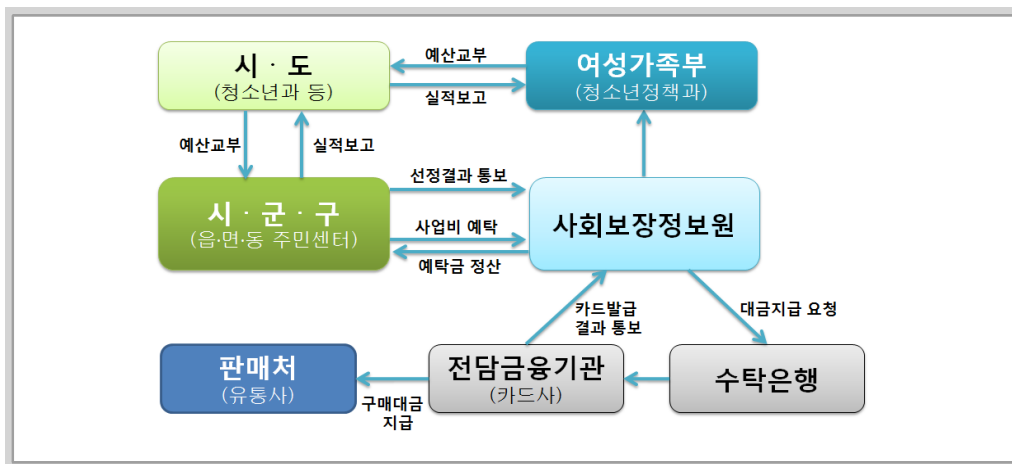 시 · 도
(청소년과 등)
예산교부
실적보고
여성가족부
(청소년정책과)
예산교부
실적보고
시 · 군 · 구
(읍·면·동 주민센터)
선정결과 통보
사업비 예탁
예탁금 정산
사회보장정보원
카드발급
결과 통보
대금지급 요청
판매처
(유통사)
구매대금
지급
전담금융기관
(카드사)
수탁은행